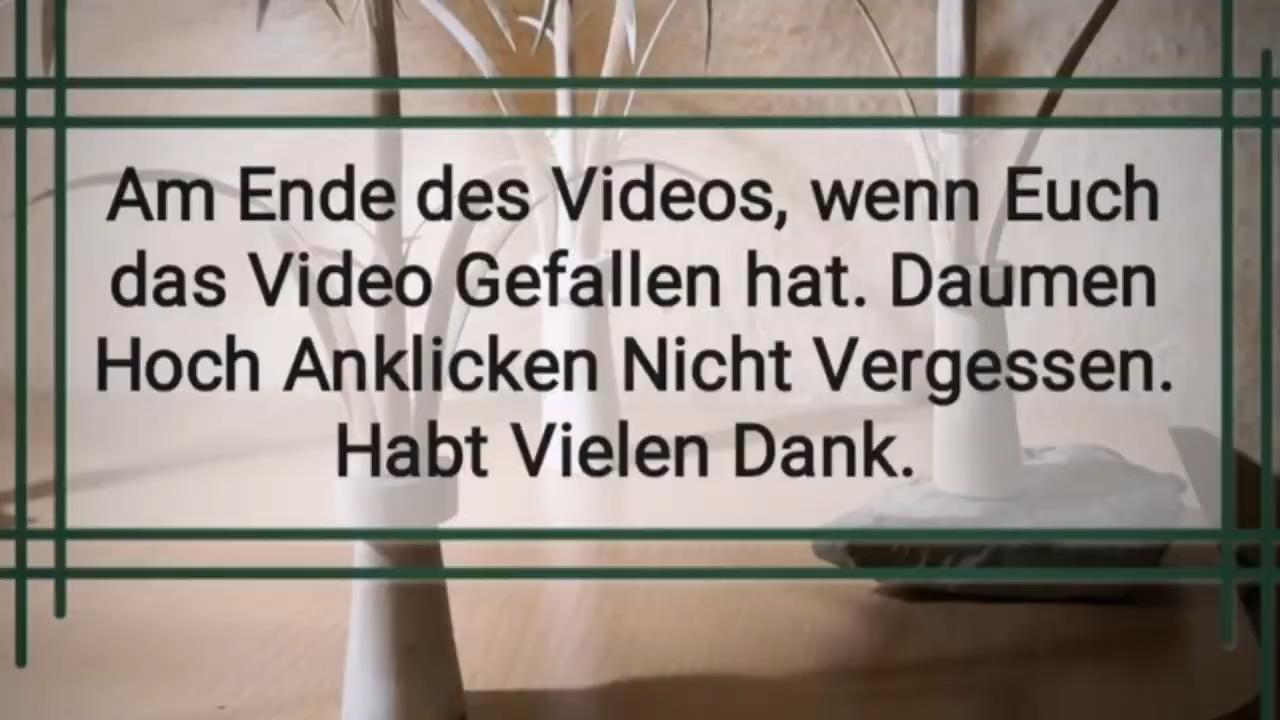 Am Ende des Videos, wenn Euch
das Video Gefallen hat. Daumen
Hoch Anklicken Nicht Vergessen.
Habt Vielen Dank.